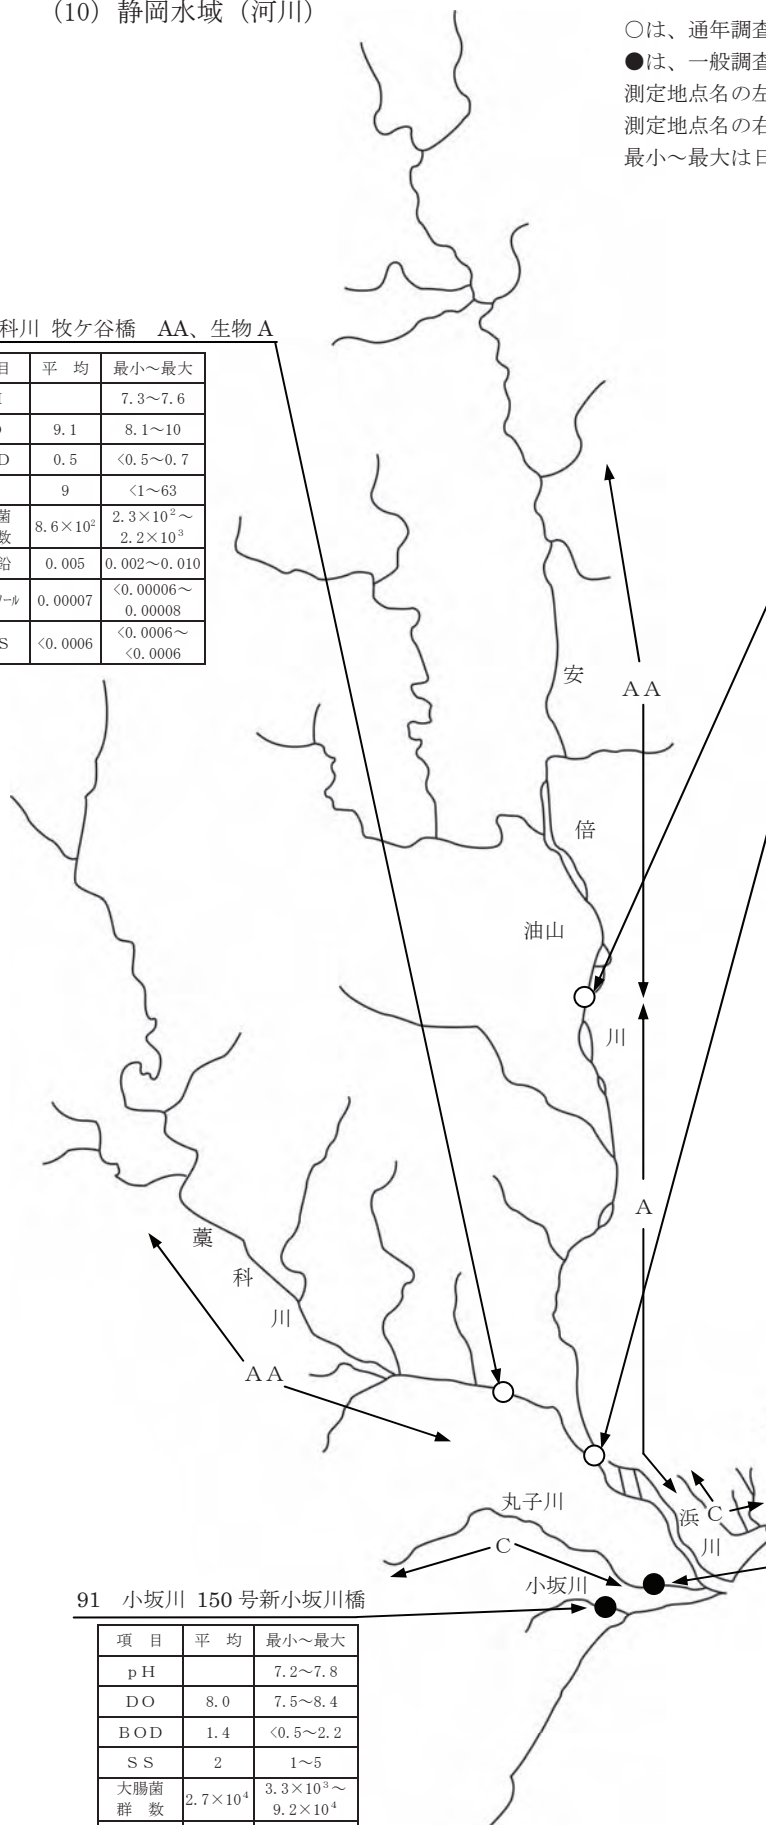 (10) 静岡水域（河川）
○は、通年調査
●は、一般調査
測定地点名の左
測定地点名の右
最小～最大は日
科川 牧ケ谷橋 AA、生物A
目 平 均 最小～最大
7.3～7.6
9.1 8.1～10
D 0.5 <0.5～0.7
9 <1～63
菌 数 8.6×10² 2.3×10²～
2.2×10³
鉛 0.005 0.002～0.010
ール 0.00007 <0.00006～
0.00008
S <0.0006 <0.0006～
<0.0006
安
AA
倍
油山
川
A
藁
科
川
AA
丸子川
浜 C
川
C
小坂川
91 小坂川 150号新小坂川橋
項 目 平 均 最小～最大
pH 7.2～7.8
DO 8.0 7.5～8.4
BOD 1.4 <0.5～2.2
SS 2 1～5
大腸菌
群 数 2.7×10⁴ 3.3×10³～
9.2×10⁴